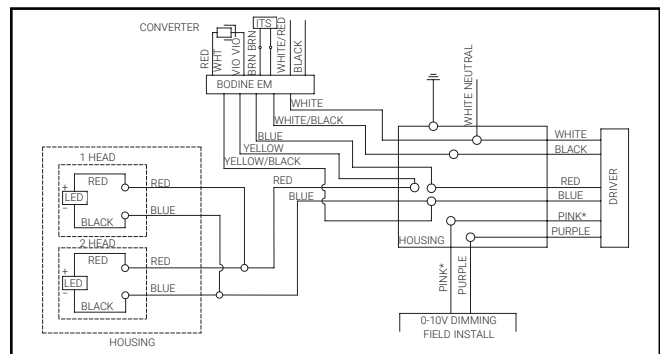 CONVERTER
ITS
RED
WHT
VIO VIO
BRN BRN
WHITE/RED
BLACK
BODINE EM
WHITE
WHITE/BLACK
BLUE
YELLOW
YELLOW/BLACK
WHITE NEUTRAL
WHITE
BLACK
RED
BLUE
PINK*
PURPLE
DRIVER
HOUSING
RED
BLUE
1 HEAD
RED
RED
+
LED
−
BLUE
BLACK
2 HEAD
RED
RED
+
LED
−
BLUE
BLACK
HOUSING
PINK*
PURPLE
0-10V DIMMING
FIELD INSTALL